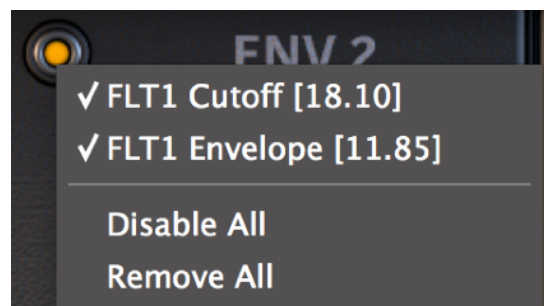 ENV 2
✓ FLT1 Cutoff [18.10]
✓ FLT1 Envelope [11.85]
Disable All
Remove All